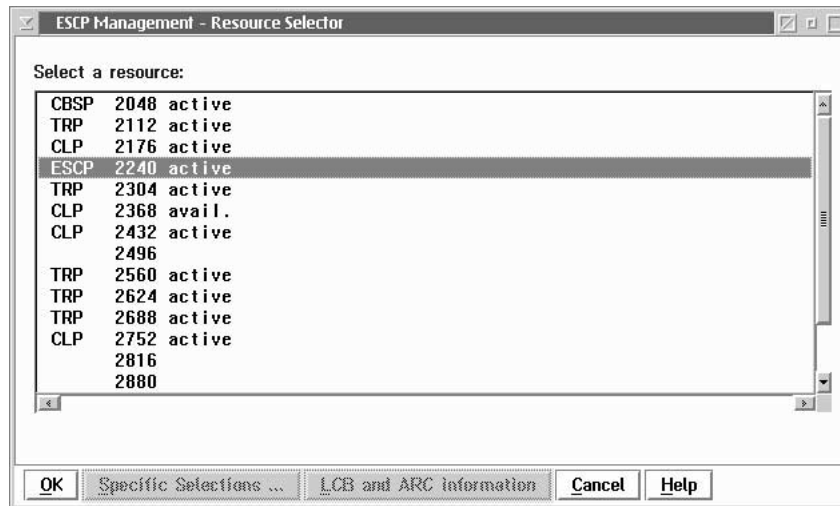 ESCP Management - Resource Selector
Select a resource:
CBSP 2048 active
TRP 2112 active
CLP 2176 active
ESCP 2240 active
TRP 2304 active
CLP 2368 avail.
CLP 2432 active
2496
TRP 2560 active
TRP 2624 active
TRP 2688 active
CLP 2752 active
2816
2880
OK Specific Selections ... LCB and ARC information Cancel Help